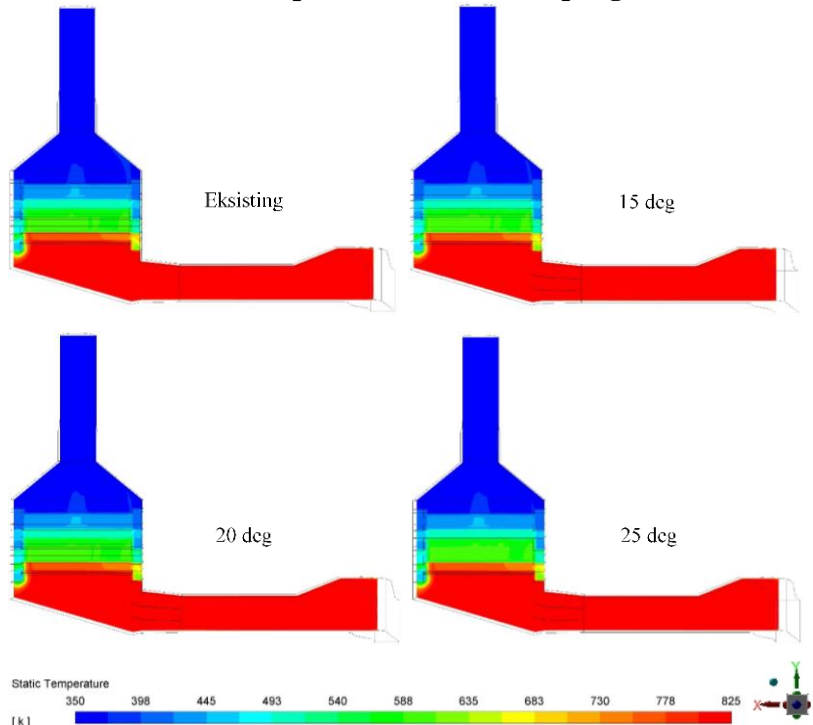 Eksisting
15 deg
20 deg
25 deg
Static Temperature
350 398 445 493 540 588 635 683 730 778 825
[ k ]
Y
X